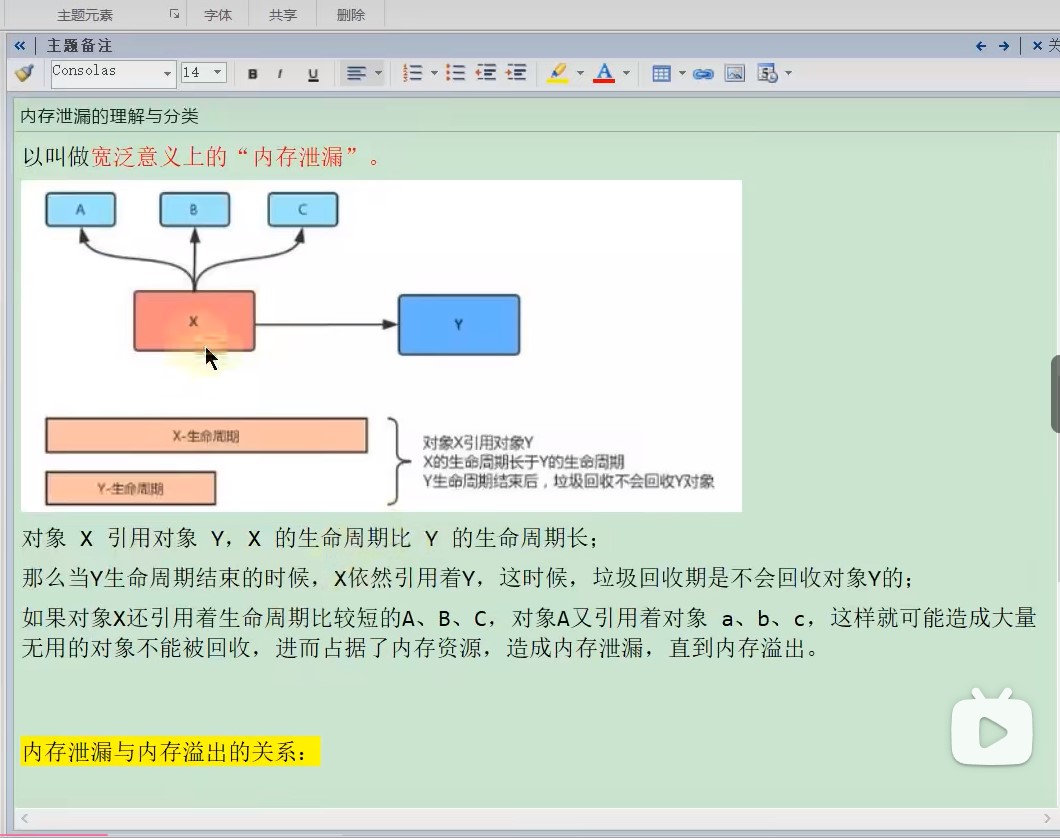 主题元素 字体 共享 删除
« 主题备注 关
Consolas 14 B I U
内存泄漏的理解与分类
以叫做宽泛意义上的“内存泄漏”。
A B C
X Y
X-生命周期
Y-生命周期
对象X引用对象Y
X的生命周期长于Y的生命周期
Y生命周期结束后，垃圾回收不会回收Y对象
对象 X 引用对象 Y，X 的生命周期比 Y 的生命周期长；
那么当Y生命周期结束的时候，X依然引用着Y，这时候，垃圾回收期是不会回收对象Y的；
如果对象X还引用着生命周期比较短的A、B、C，对象A又引用着对象 a、b、c，这样就可能造成大量
无用的对象不能被回收，进而占据了内存资源，造成内存泄漏，直到内存溢出。
内存泄漏与内存溢出的关系：